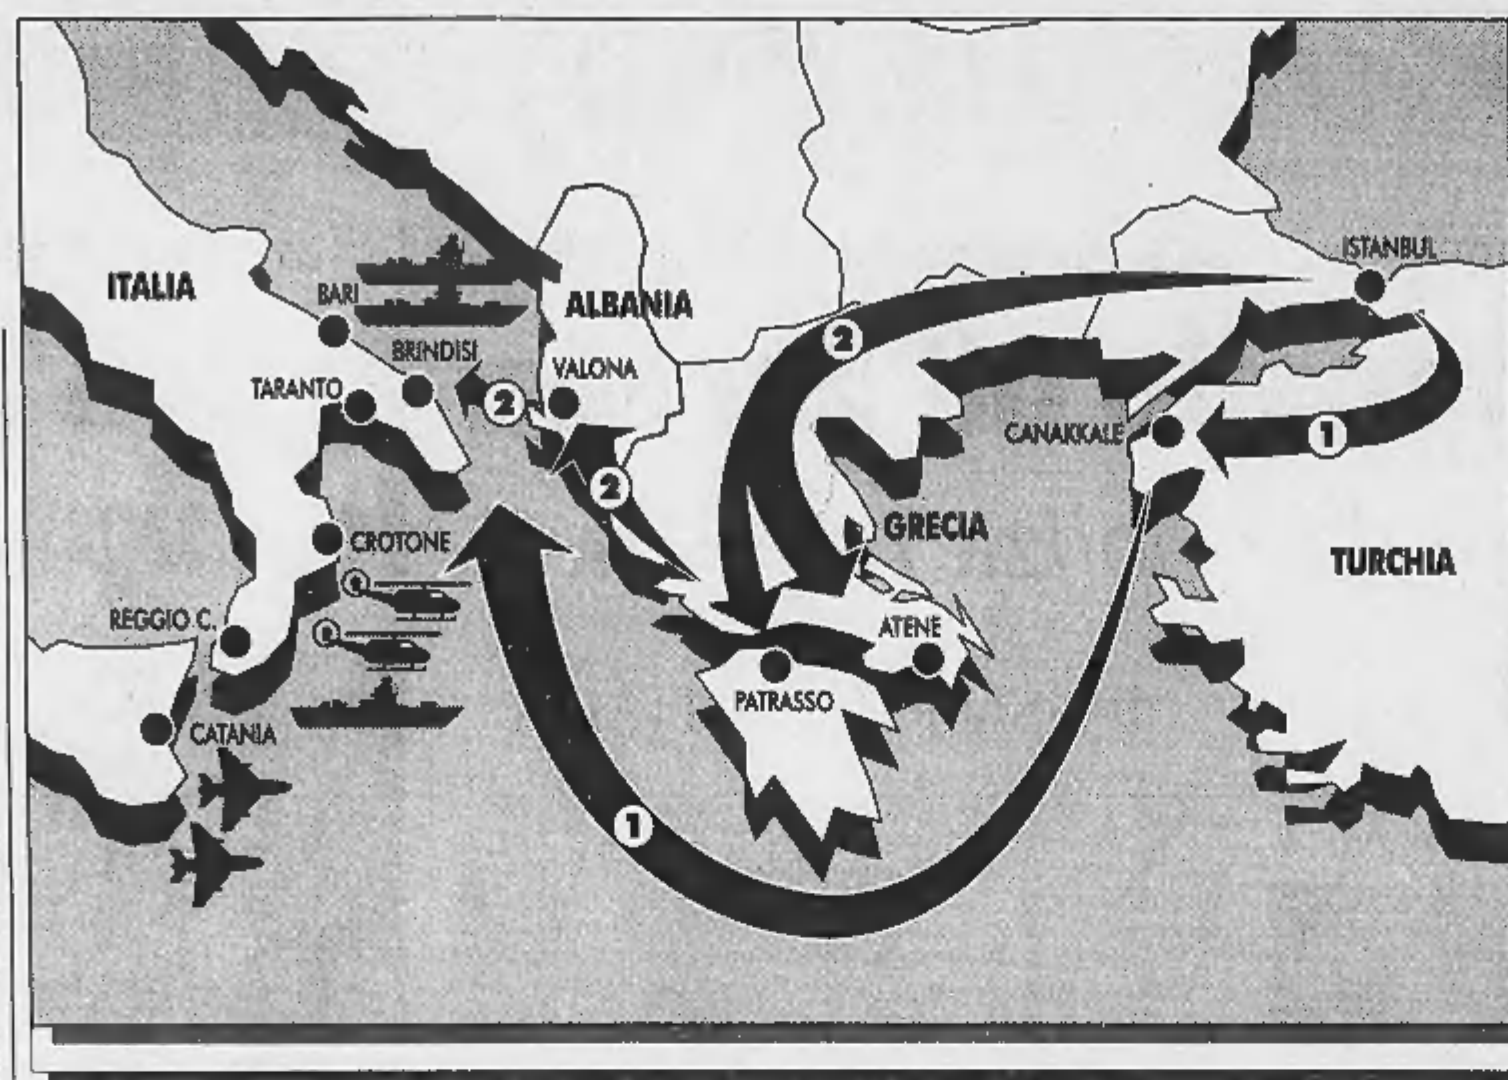 ISTANBUL
ITALIA
BARI
ALBANIA
2
BRINDISI
VALONA
TARANTO
2
CANAKKALE
1
2
GRECIA
CROTONE
TURCHIA
REGGIO C.
ATENE
PATRASSO
CATANIA
1